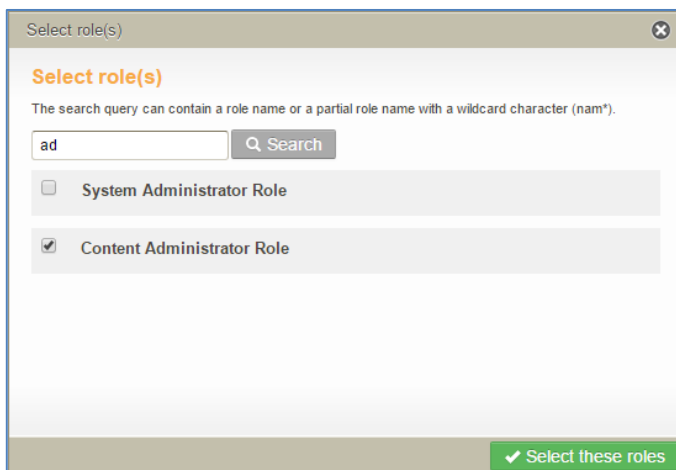 Select role(s)
Select role(s)
The search query can contain a role name or a partial role name with a wildcard character (nam*).
ad
Search
System Administrator Role
Content Administrator Role
Select these roles